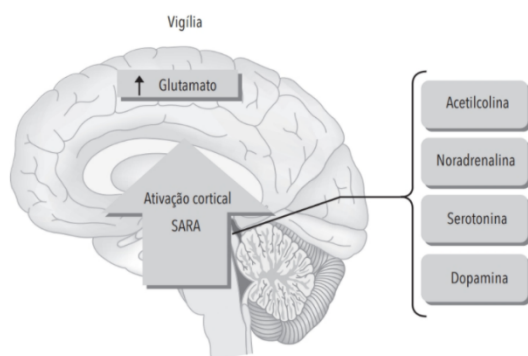 Vigília
↑ Glutamato
Ativação cortical
SARA
Acetilcolina
Noradrenalina
Serotonina
Dopamina